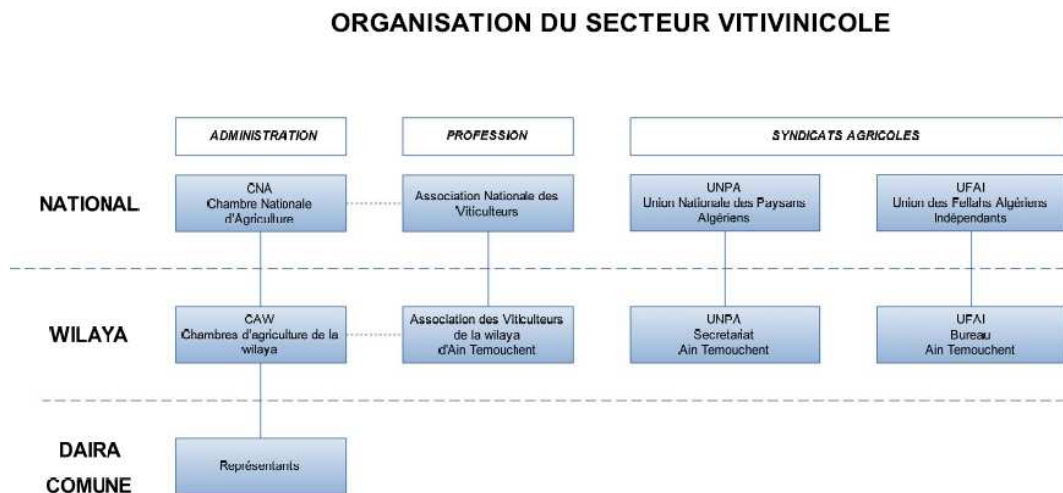 ORGANISATION DU SECTEUR VITIVINICOLE
ADMINISTRATION
PROFESSION
SYNDICATS AGRICOLES
NATIONAL
CNA
Chambre Nationale
d'Agriculture
Association Nationale des
Viticulteurs
UNPA
Union Nationale des Paysans
Algériens
UFAI
Union des Fellahs Algériens
Indépendants
WILAYA
CAW
Chambres d'agriculture de la
wilaya
Association des Viticulteurs
de la wilaya
d'Ain Temouchent
UNPA
Secretariat
Ain Temouchent
UFAI
Bureau
Ain Temouchent
DAIRA
COMUNE
Représentants